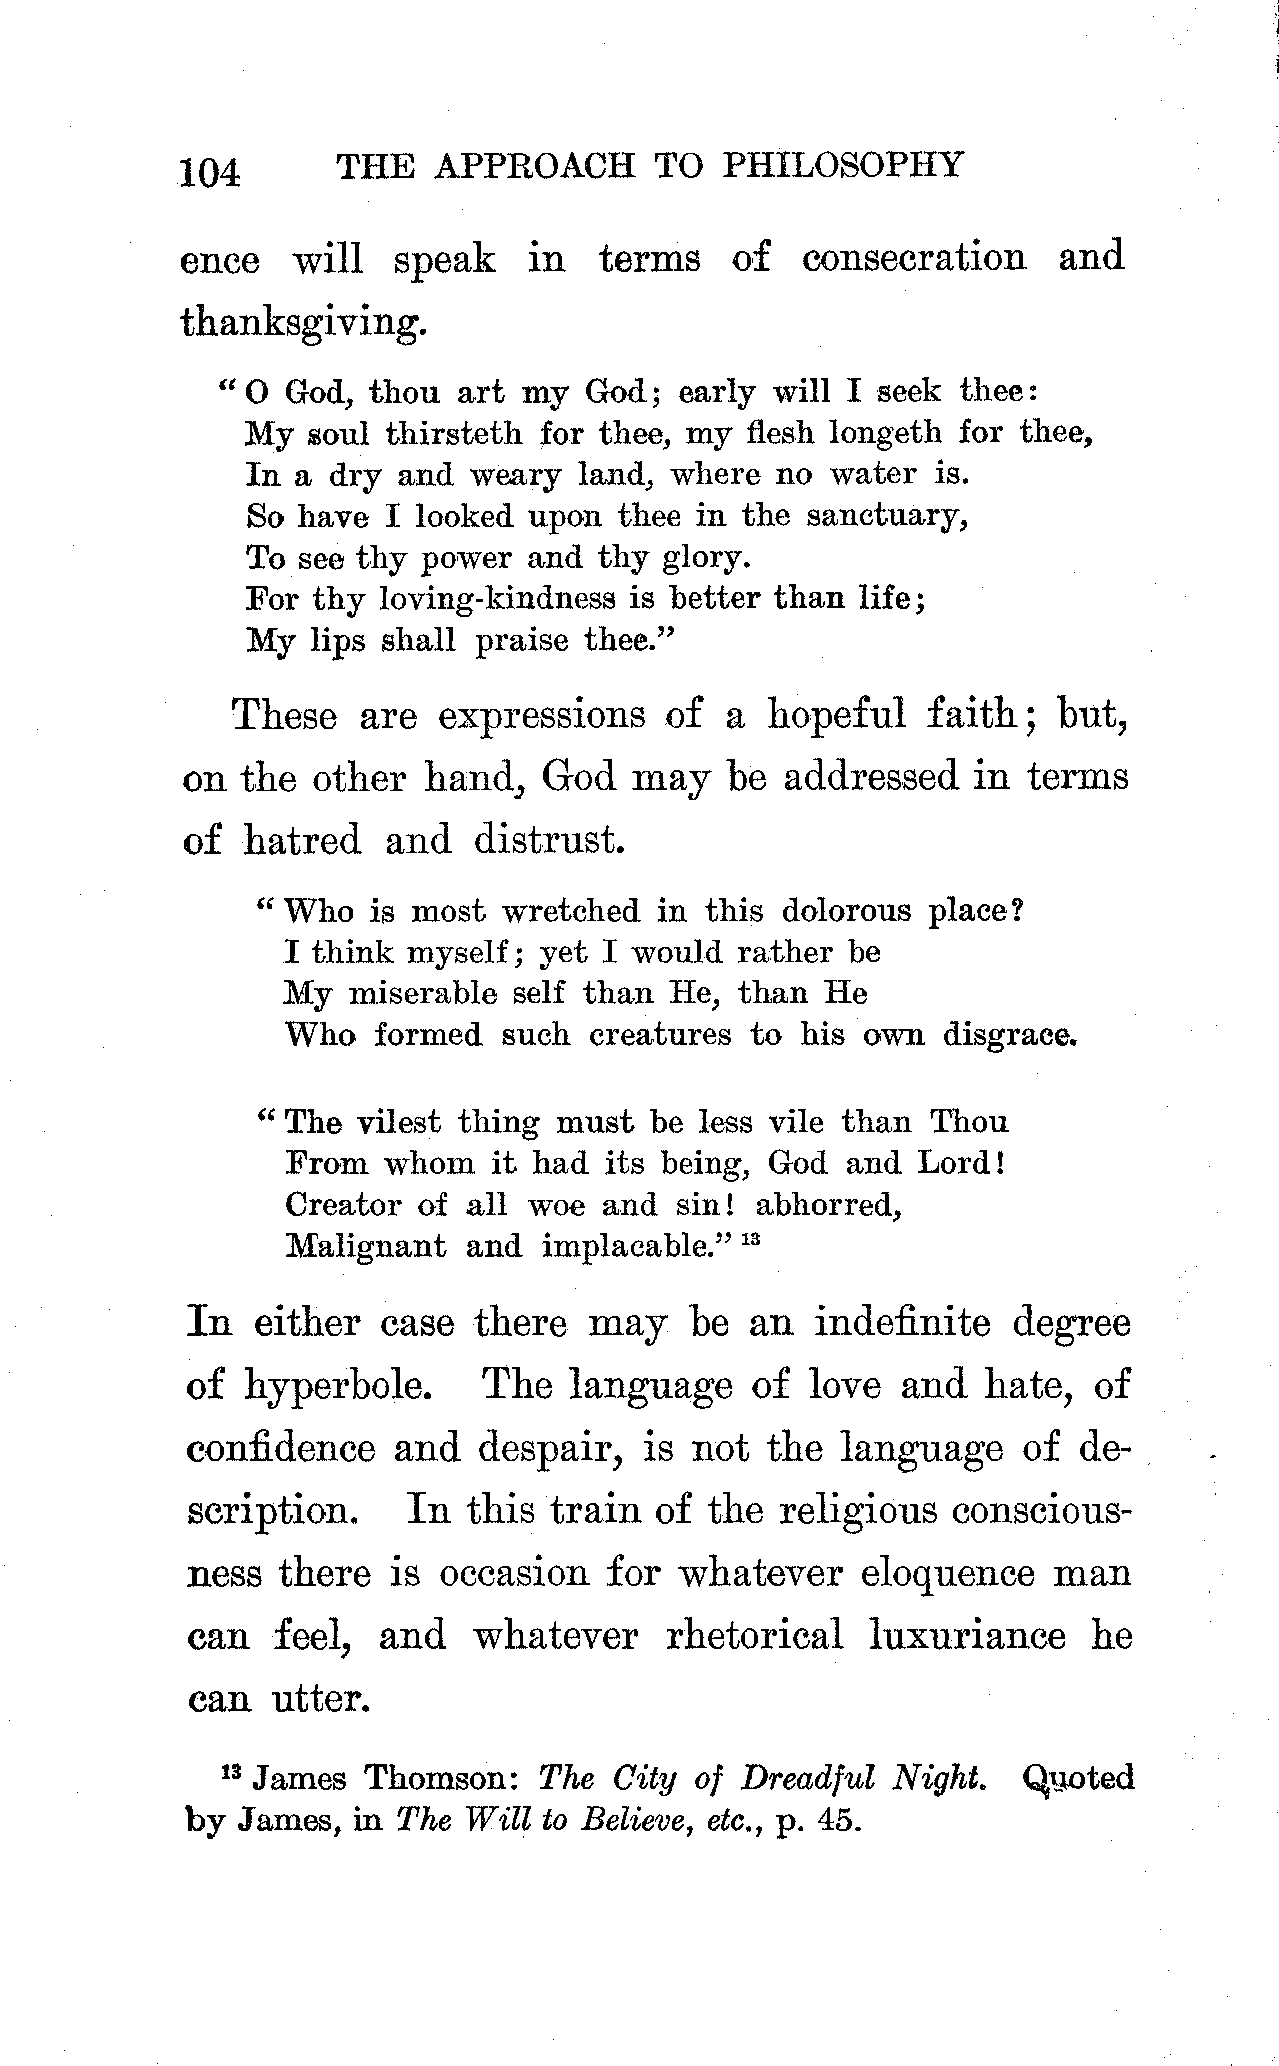 104 THE APPROACH TO PHILOSOPHY
ence will speak in terms of consecration and
thanksgiving.
“O God, thou art my God; early will I seek thee:
My soul thirsteth for thee, my flesh longeth for thee,
In a dry and weary land, where no water is.
So have I looked upon thee in the sanctuary,
To see thy power and thy glory.
For thy loving-kindness is better than life;
My lips shall praise thee.”
These are expressions of a hopeful faith; but,
on the other hand, God may be addressed in terms
of hatred and distrust.
“Who is most wretched in this dolorous place?
I think myself; yet I would rather be
My miserable self than He, than He
Who formed such creatures to his own disgrace.
“The vilest thing must be less vile than Thou
From whom it had its being, God and Lord!
Creator of all woe and sin! abhorred,
Malignant and implacable.” 13
In either case there may be an indefinite degree
of hyperbole. The language of love and hate, of
confidence and despair, is not the language of de-
scription. In this train of the religious conscious-
ness there is occasion for whatever eloquence man
can feel, and whatever rhetorical luxuriance he
can utter.
13 James Thomson: The City of Dreadful Night. Quoted
by James, in The Will to Believe, etc., p. 45.